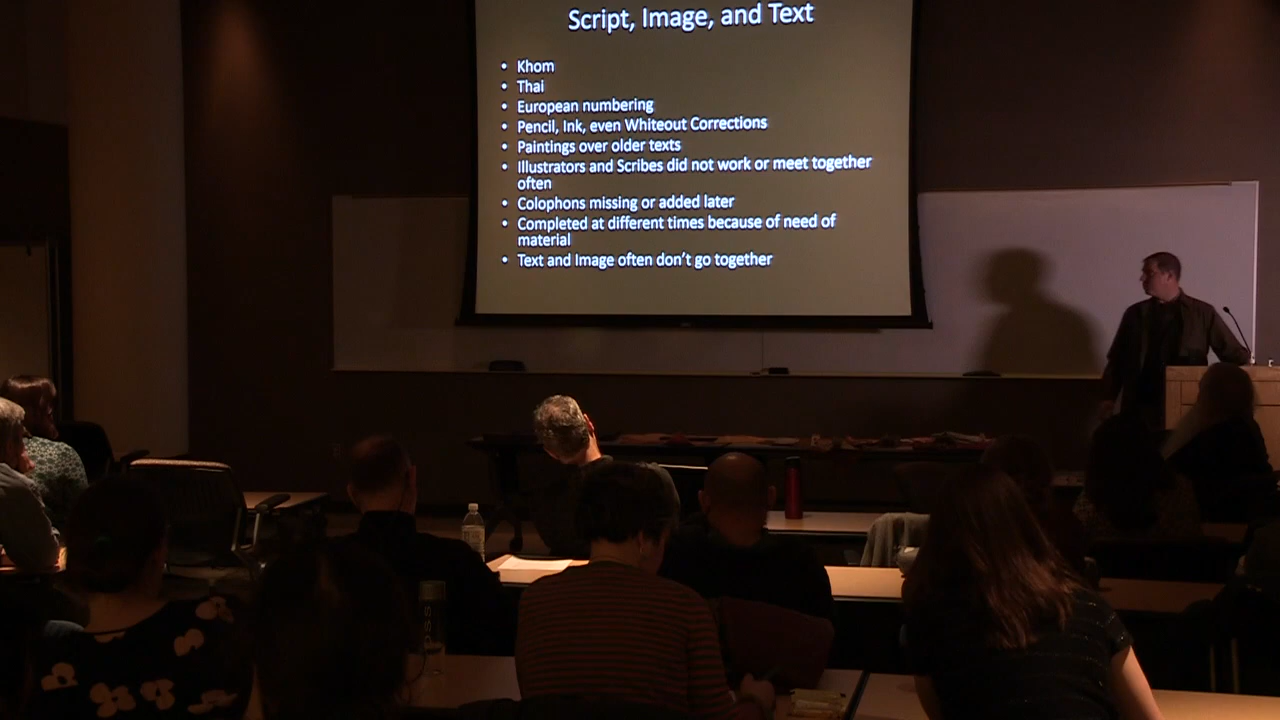 Script, Image, and Text
• Khom
• Thai
• European numbering
• Pencil, Ink, even Whiteout Corrections
• Paintings over older texts
• Illustrators and Scribes did not work or meet together
often
• Colophons missing or added later
• Completed at different times because of need of
material
• Text and Image often don't go together